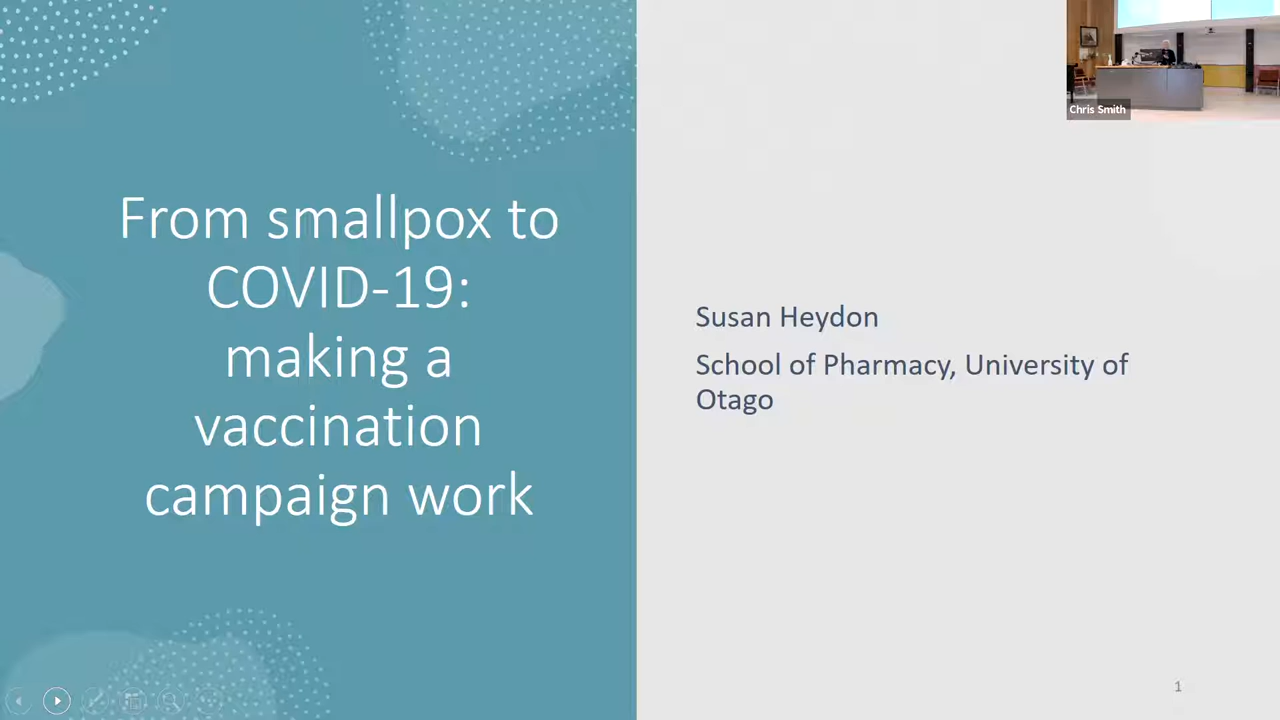 From smallpox to
COVID-19:
making a
vaccination
campaign work
Susan Heydon
School of Pharmacy, University of
Otago
Chris Smith
1